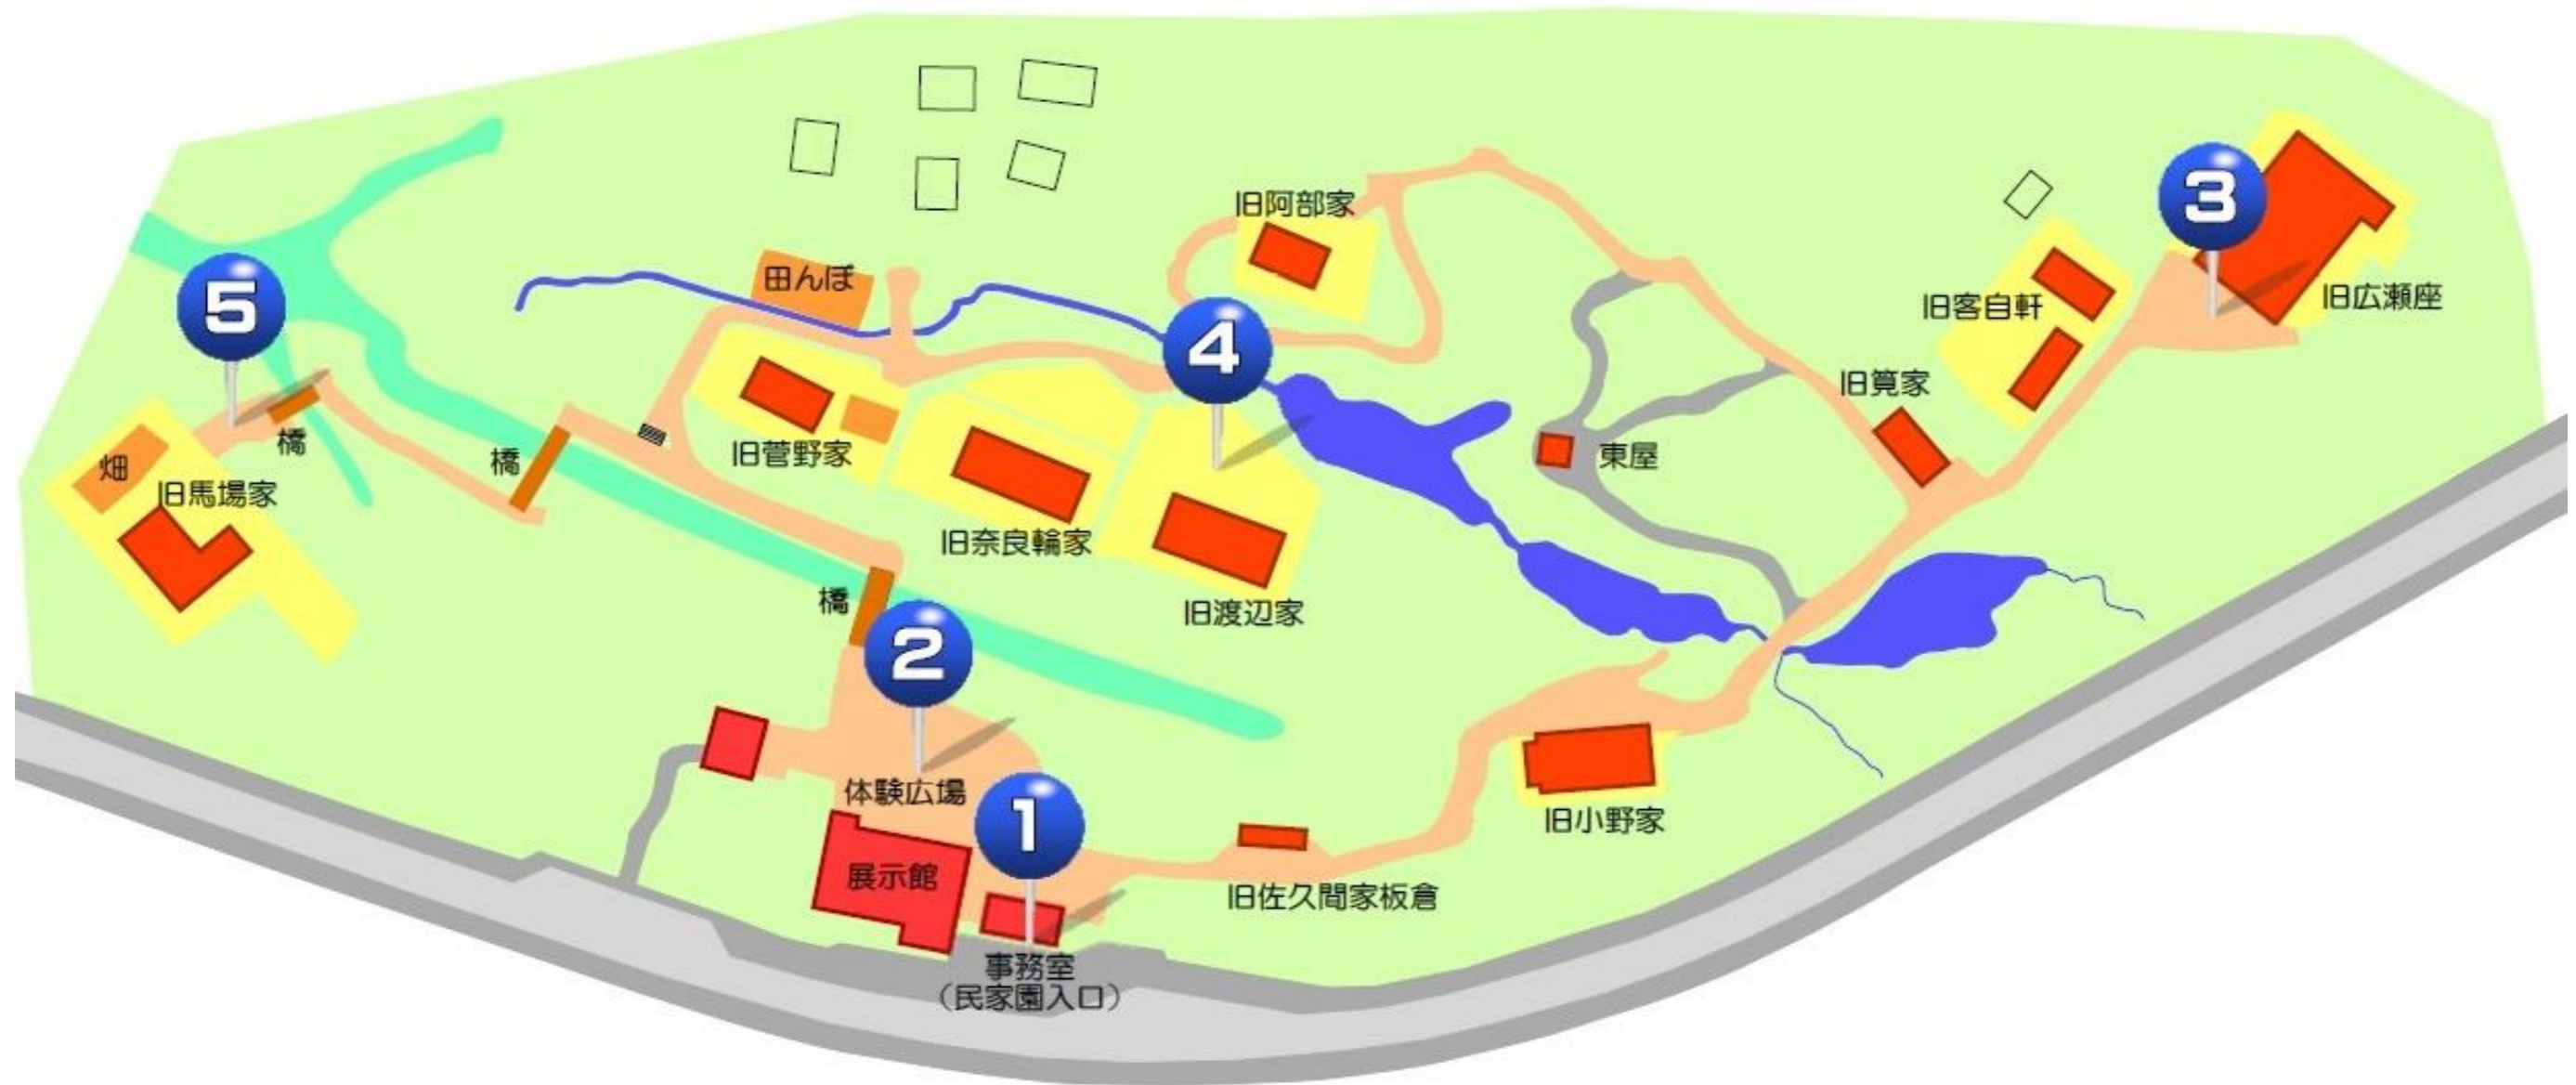 旧阿部家
3
田んぼ
5
旧客自軒
旧広瀬座
4
旧筧家
橋
旧菅野家
橋
東屋
畑
旧馬場家
旧奈良輪家
橋
旧渡辺家
2
体験広場
1
旧小野家
展示館
旧佐久間家板倉
事務室
（民家園入口）